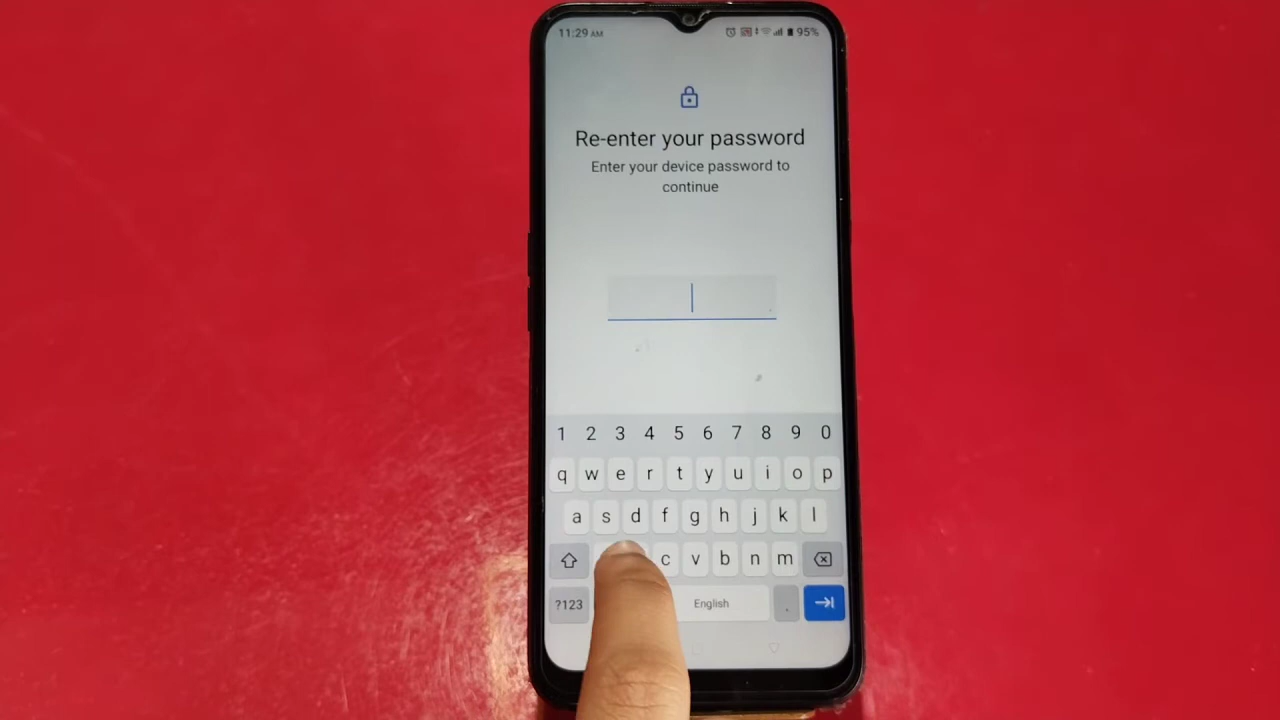 11:29 AM 95%
Re-enter your password
Enter your device password to
continue
1 2 3 4 5 6 7 8 9 0
q w e r t y u i o p
a s d f g h j k l
c v b n m
?123 English .